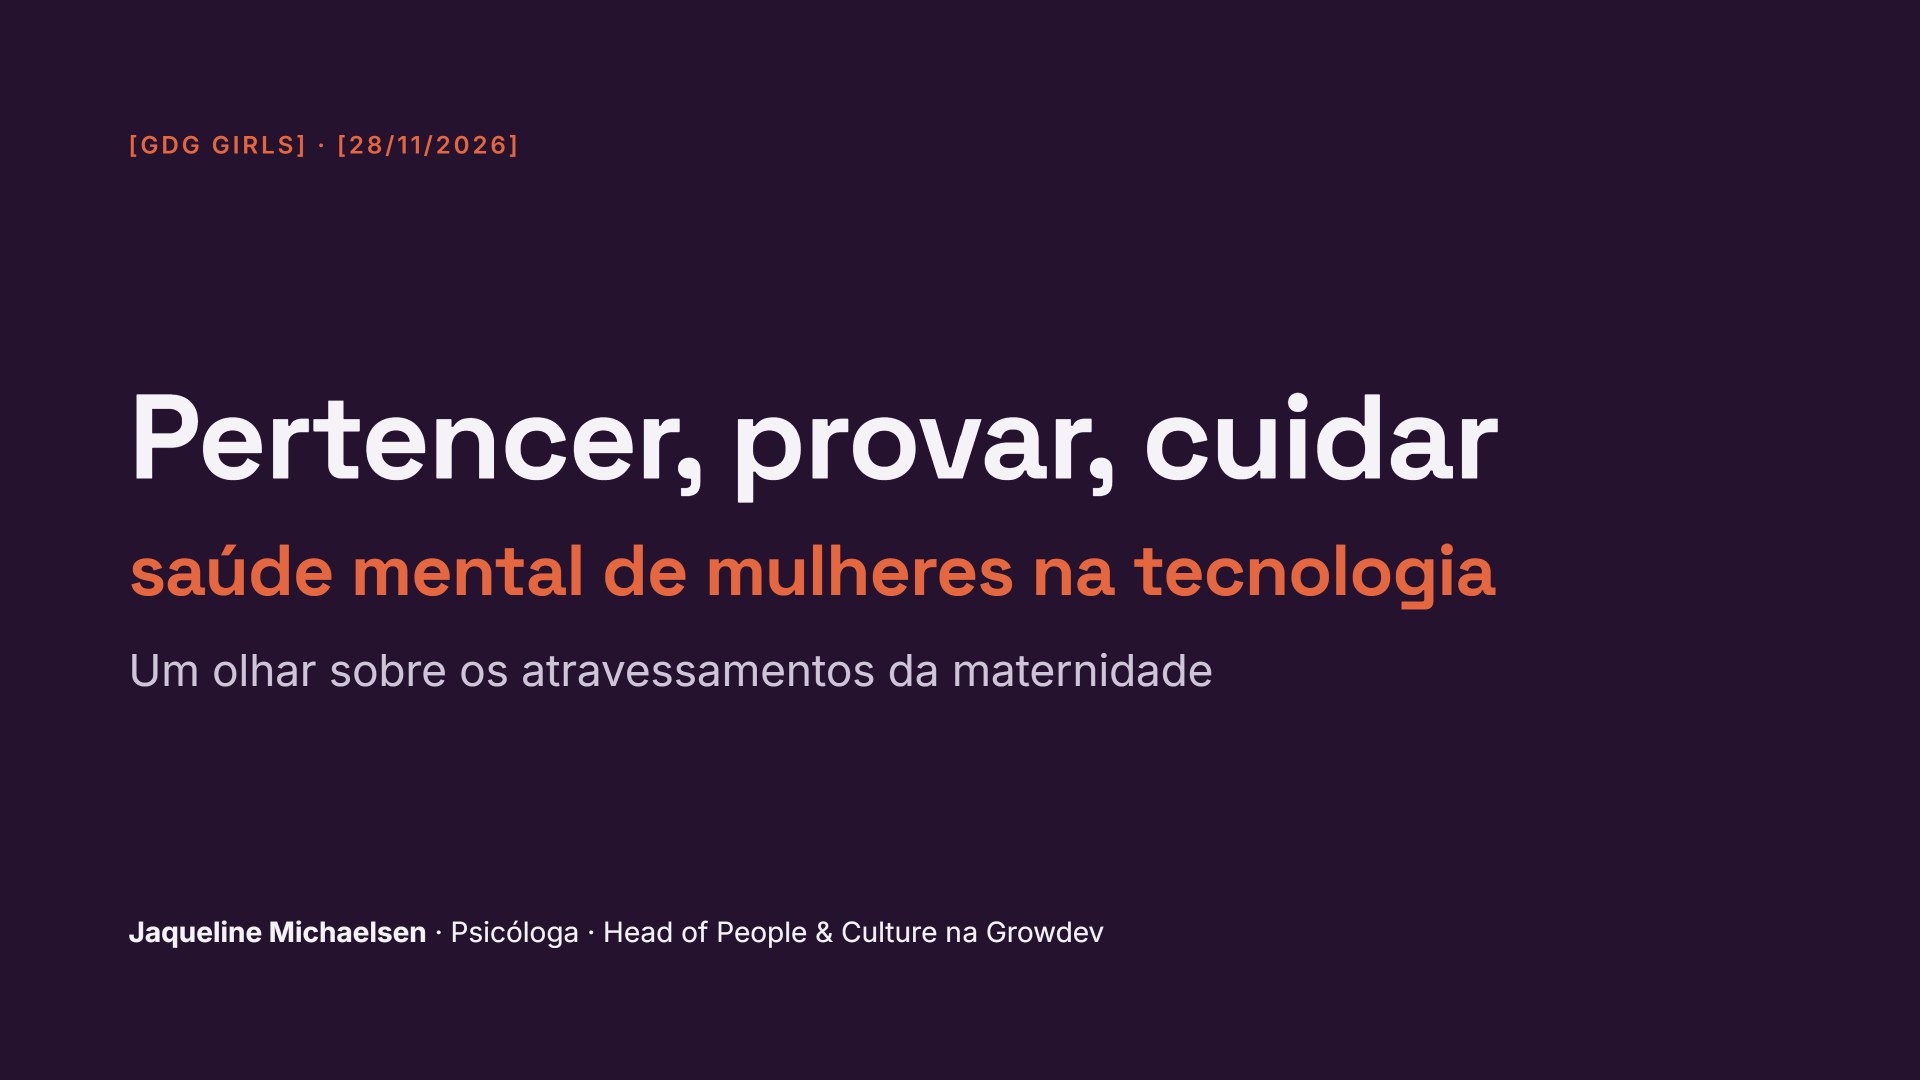 [GDG GIRLS] · [28/11/2026]
Pertencer, provar, cuidar
saúde mental de mulheres na tecnologia
Um olhar sobre os atravessamentos da maternidade
Jaqueline Michaelsen · Psicóloga · Head of People & Culture na Growdev